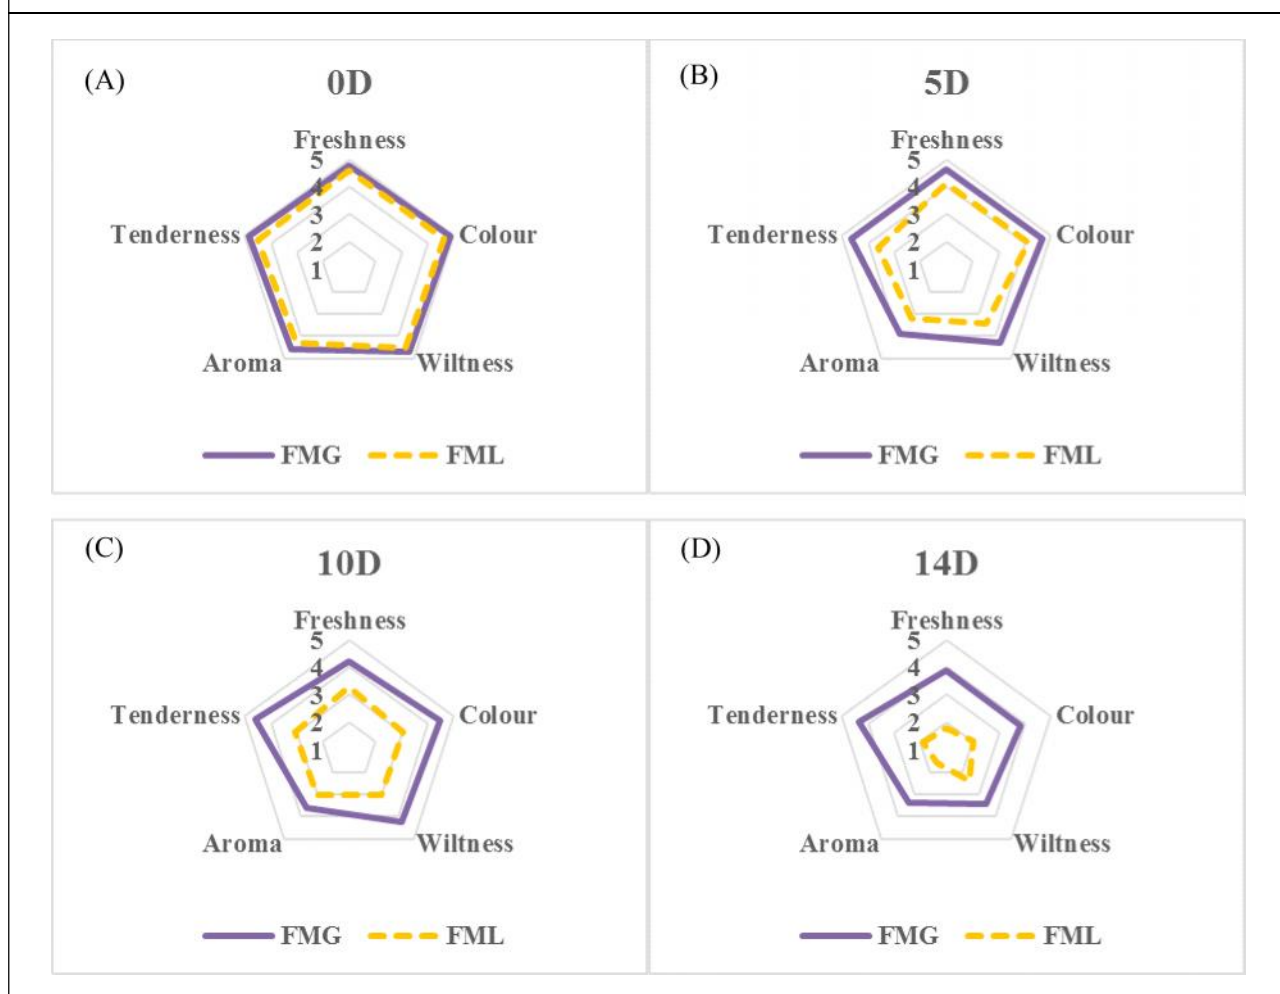 (A)
0D
Freshness
5
4
3
2
1
Tenderness
Colour
Aroma
Wiltness
FMG
FML
(B)
5D
Freshness
5
4
3
2
1
Tenderness
Colour
Aroma
Wiltness
FMG
FML
(C)
10D
Freshness
5
4
3
2
1
Tenderness
Colour
Aroma
Wiltness
FMG
FML
(D)
14D
Freshness
5
4
3
2
1
Tenderness
Colour
Aroma
Wiltness
FMG
FML